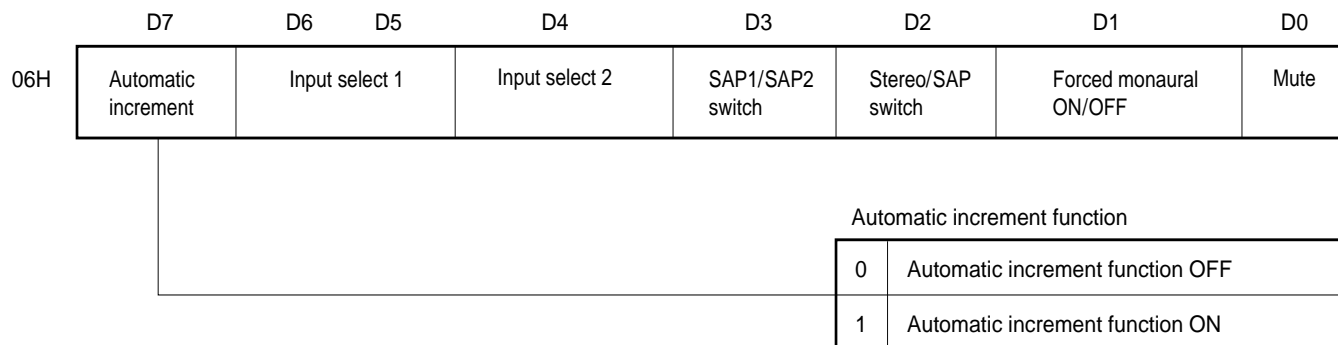 D7 D6 D5 D4 D3 D2 D1 D0
06H Automatic increment Input select 1 Input select 2 SAP1/SAP2 switch Stereo/SAP switch Forced monaural ON/OFF Mute
Automatic increment function
0 Automatic increment function OFF
1 Automatic increment function ON